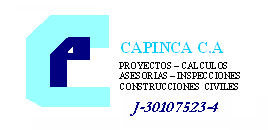 CAPINCA C.A
PROYECTOS – CALCULOS
ASESORIAS – INSPECCIONES
CONSTRUCCIONES CIVILES
J-30107523-4